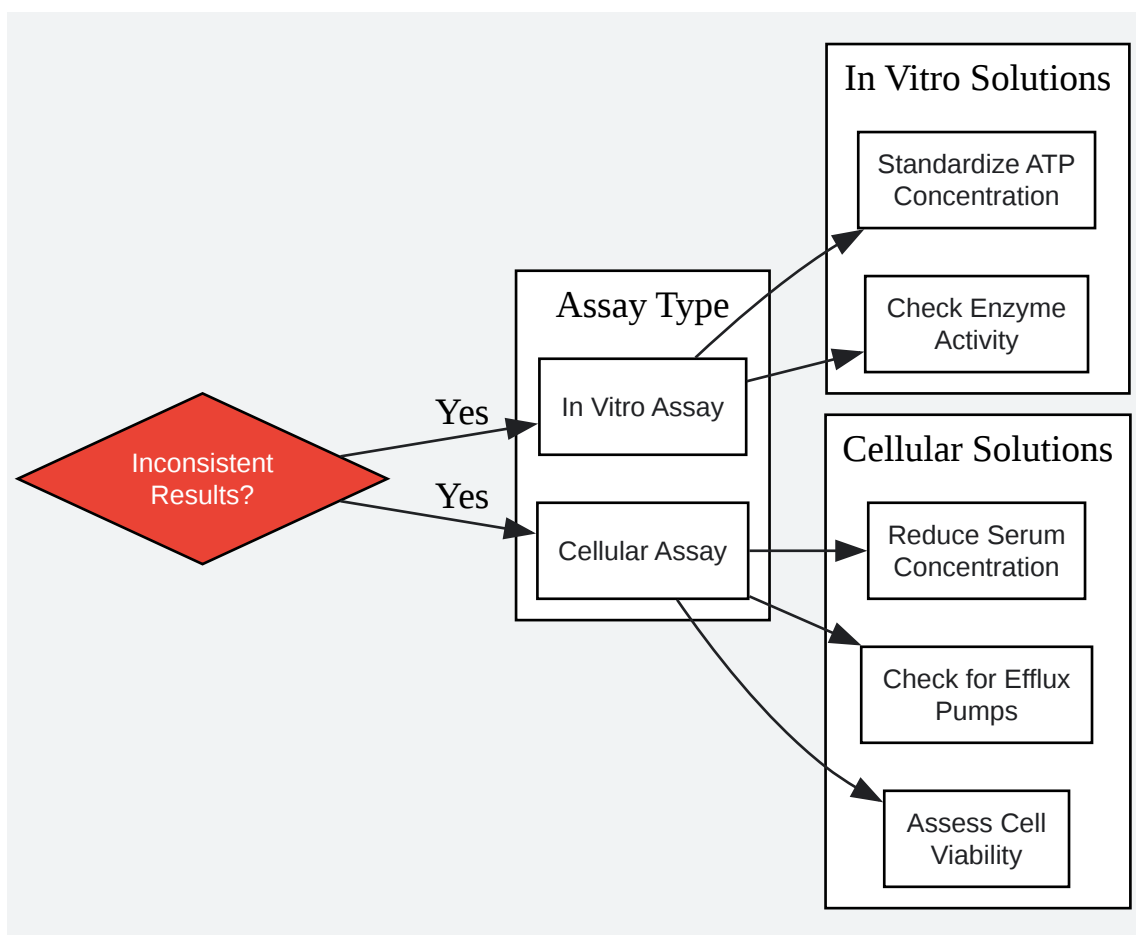 Inconsistent
Results?
Yes
Yes
Assay Type
In Vitro Assay
Cellular Assay
In Vitro Solutions
Standardize ATP
Concentration
Check Enzyme
Activity
Cellular Solutions
Reduce Serum
Concentration
Check for Efflux
Pumps
Assess Cell
Viability